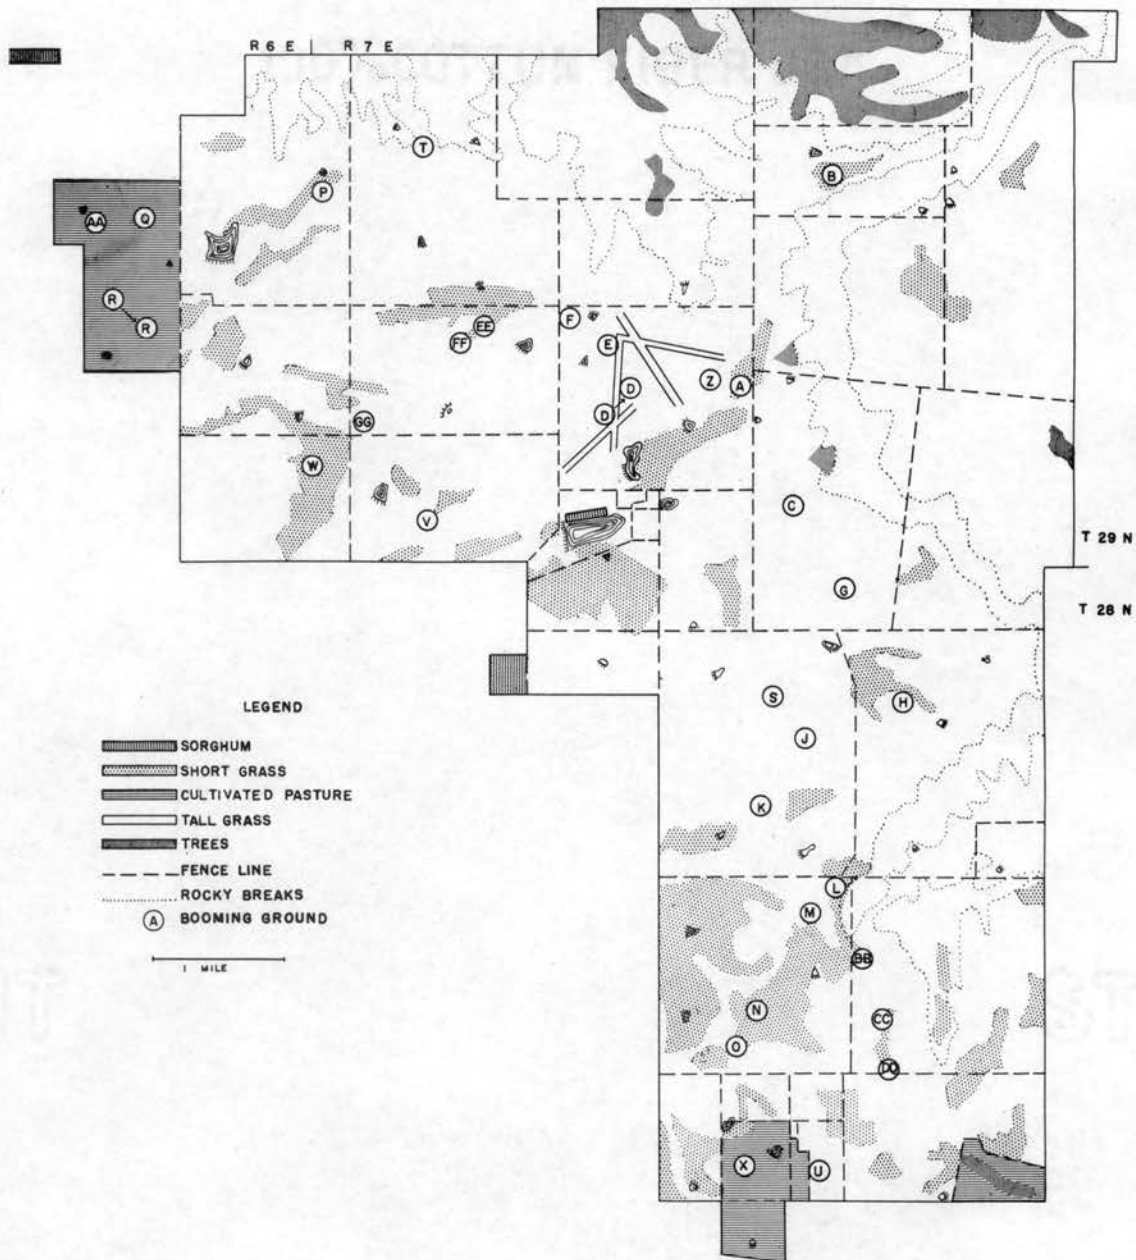 R 6 E R 7 E
T
B
P
AA Q
R
R
F
EE
FF
E
Z A
D
D
GG
W
V
C
T 29 N
G
T 28 N
S
H
J
K
L
M
BB
N
CC
O
DD
X
U
LEGEND
SORGHUM
SHORT GRASS
CULTIVATED PASTURE
TALL GRASS
TREES
FENCE LINE
ROCKY BREAKS
A BOOMING GROUND
1 MILE